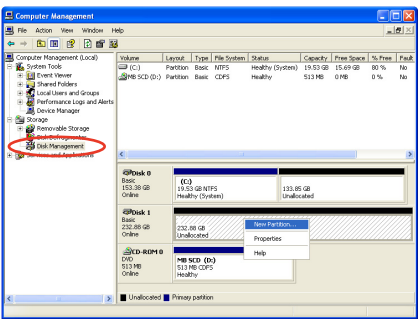 Computer Management
File Action View Window Help
Computer Management (Local)
System Tools
Event Viewer
Shared Folders
Local Users and Groups
Performance Logs and Alerts
Device Manager
Storage
Removable Storage
Disk Defragmenter
Disk Management
Services and Applications
Volume Layout Type File System Status Capacity Free Space % Free Fault
(C:) Partition Basic NTFS Healthy (System) 19.53 GB 15.69 GB 80 % No
MB SCD (D:) Partition Basic CDFS Healthy 513 MB 0 MB 0 % No
Disk 0
Basic
153.38 GB
Online
(C:)
19.53 GB NTFS
Healthy (System)
133.85 GB
Unallocated
Disk 1
Basic
232.88 GB
Online
232.88 GB
Unallocated
New Partition...
Properties
Help
CD-ROM 0
DVD
513 MB
Online
MB SCD (D:)
513 MB CDFS
Healthy
Unallocated Primary partition